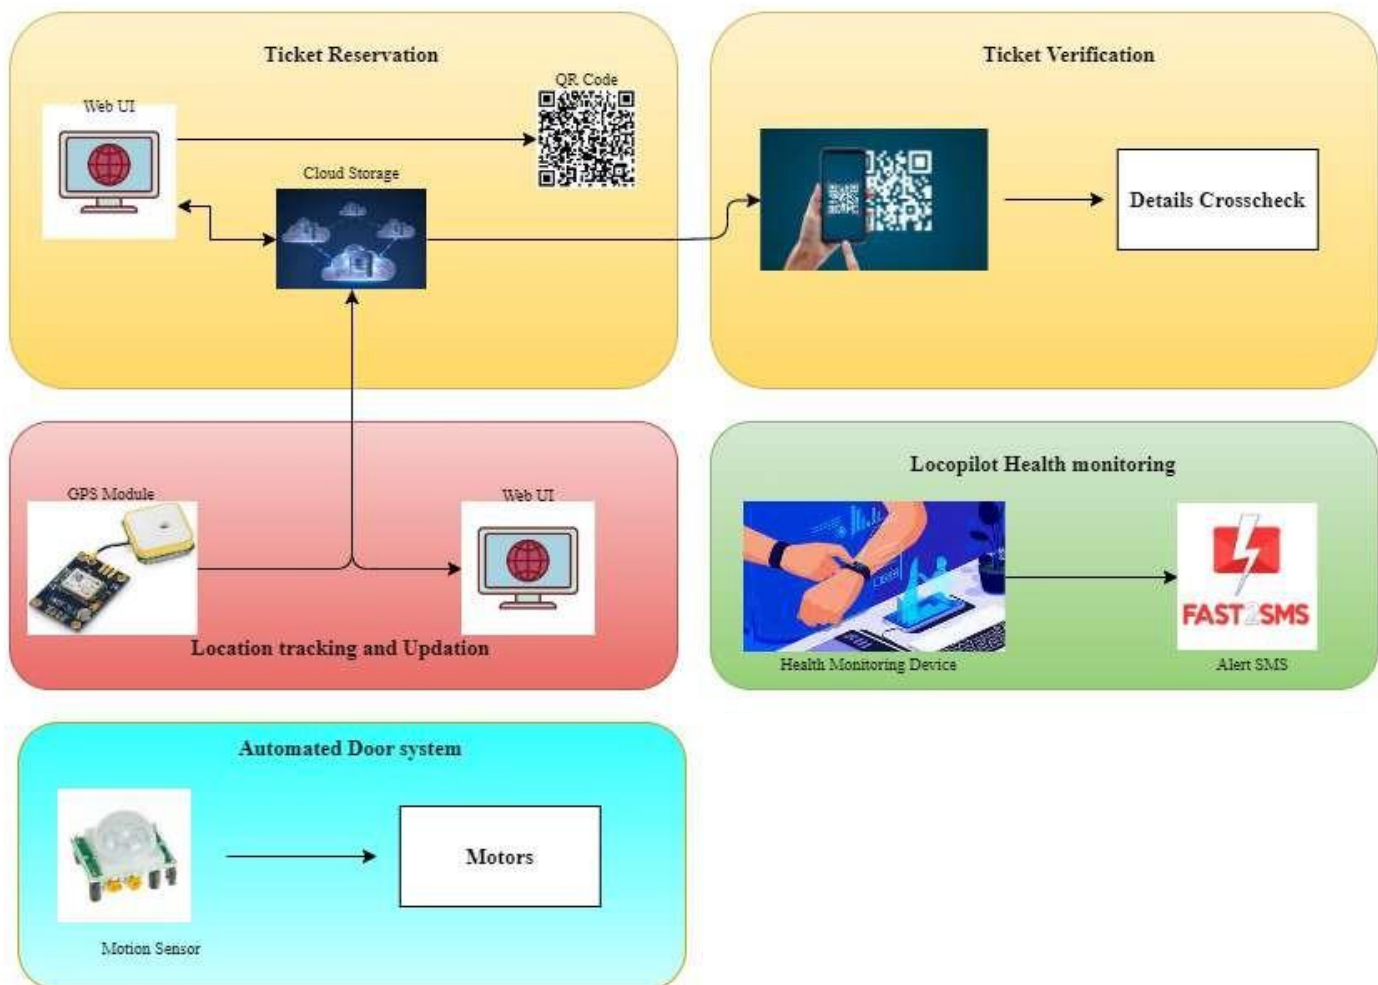 Ticket Reservation
Web UI
QR Code
Cloud Storage
Ticket Verification
Details Crosscheck
GPS Module
Web UI
Location tracking and Updation
Locopilot Health monitoring
Health Monitoring Device
FAST2SMS
Alert SMS
Automated Door system
Motion Sensor
Motors